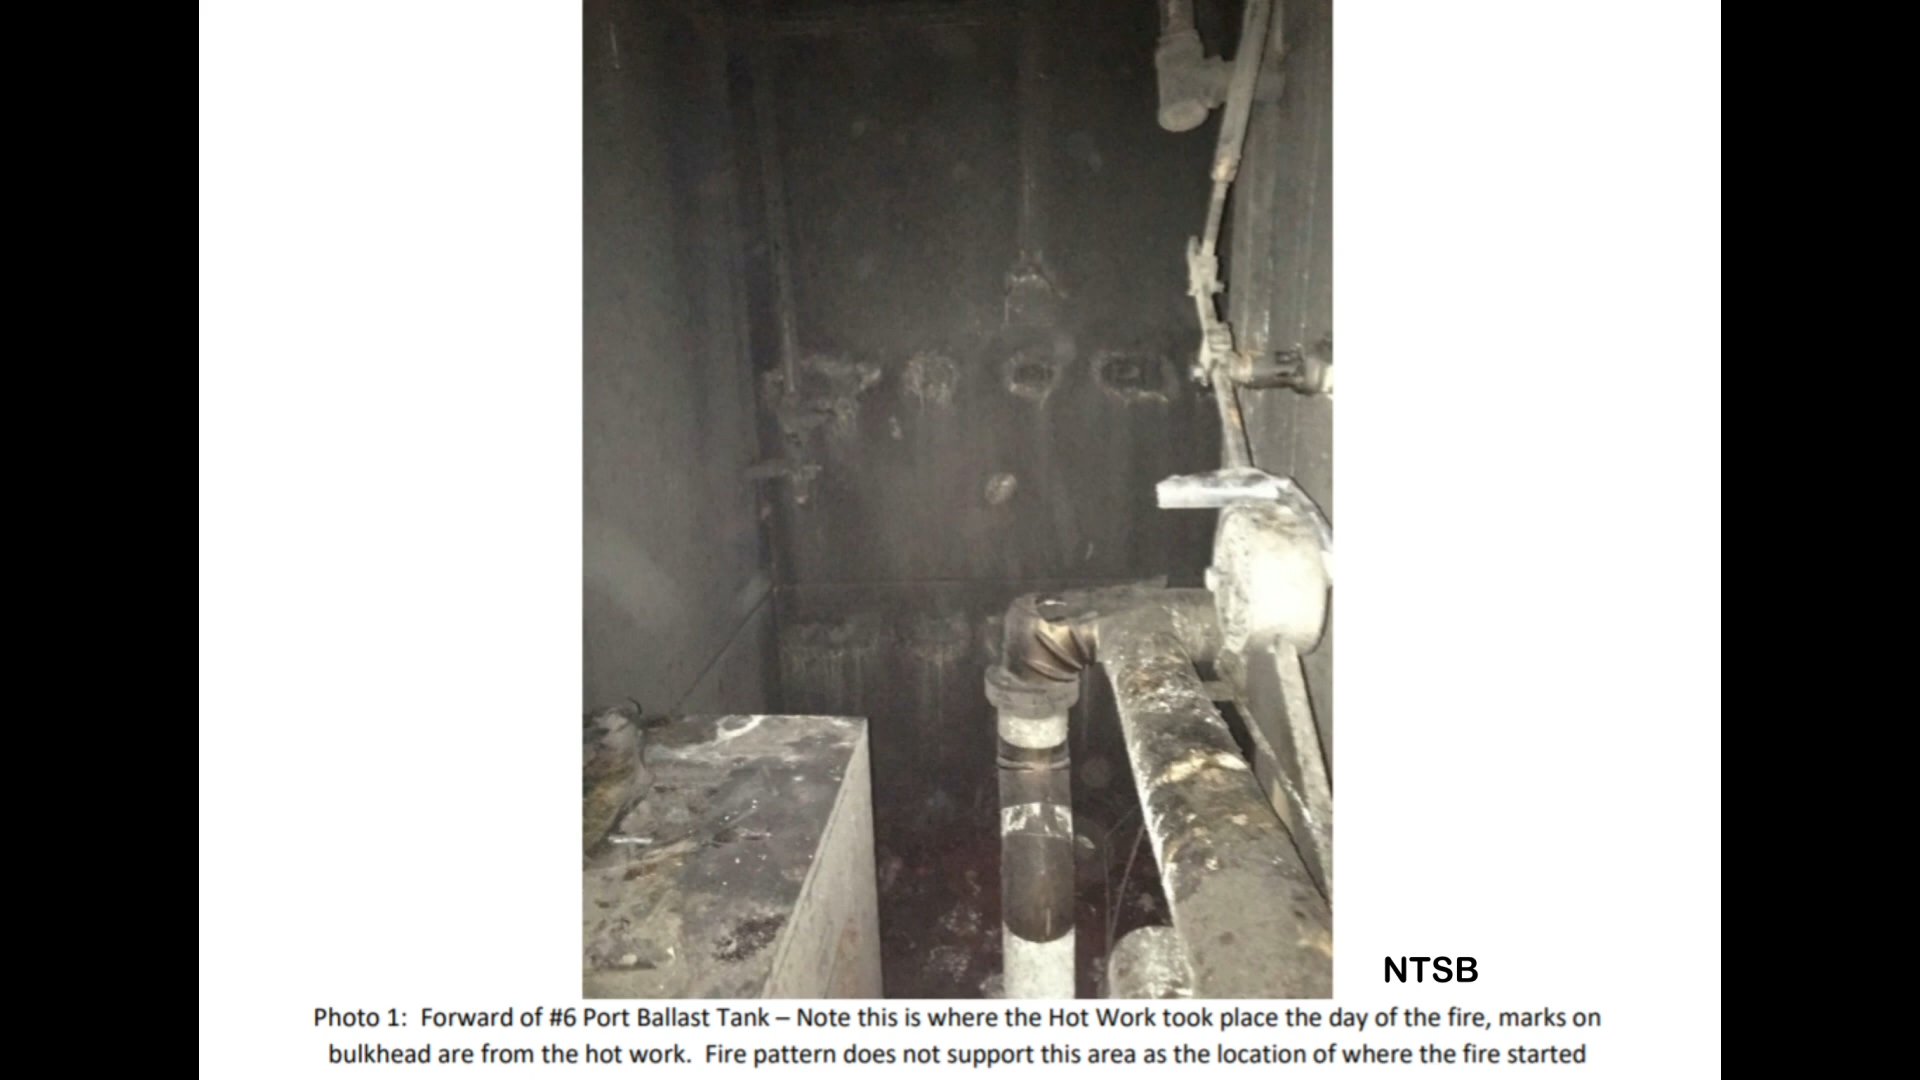 NTSB
Photo 1: Forward of #6 Port Ballast Tank – Note this is where the Hot Work took place the day of the fire, marks on
bulkhead are from the hot work. Fire pattern does not support this area as the location of where the fire started